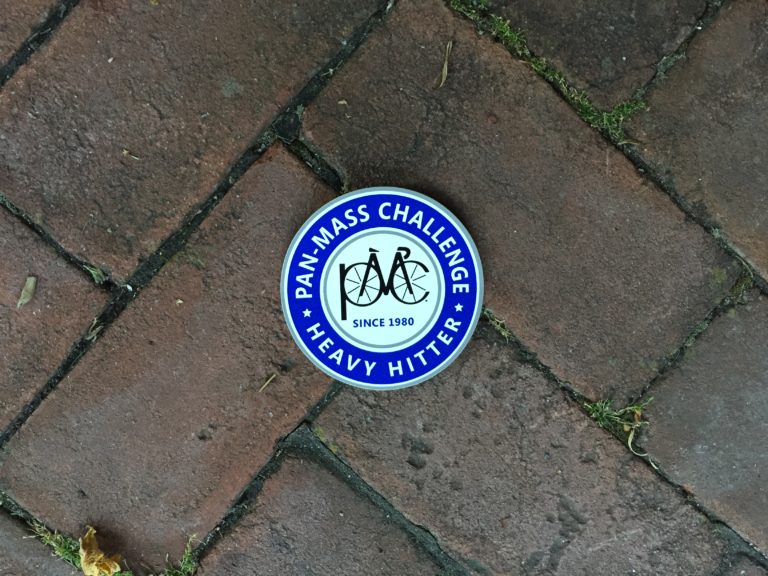 PAN-MASS CHALLENGE
pMc
SINCE 1980
★ HEAVY HITTER ★